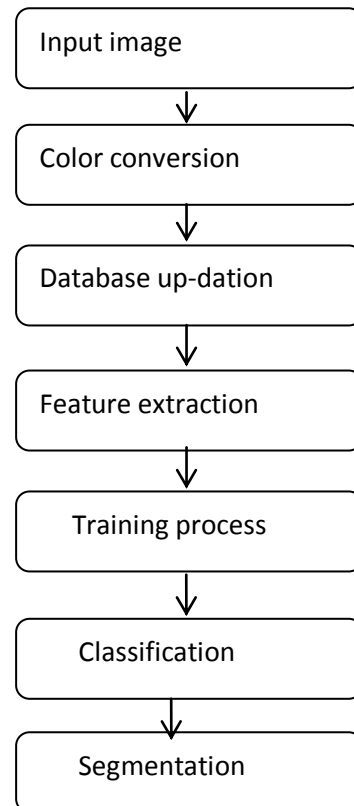 Input image
Color conversion
Database up-dation
Feature extraction
Training process
Classification
Segmentation